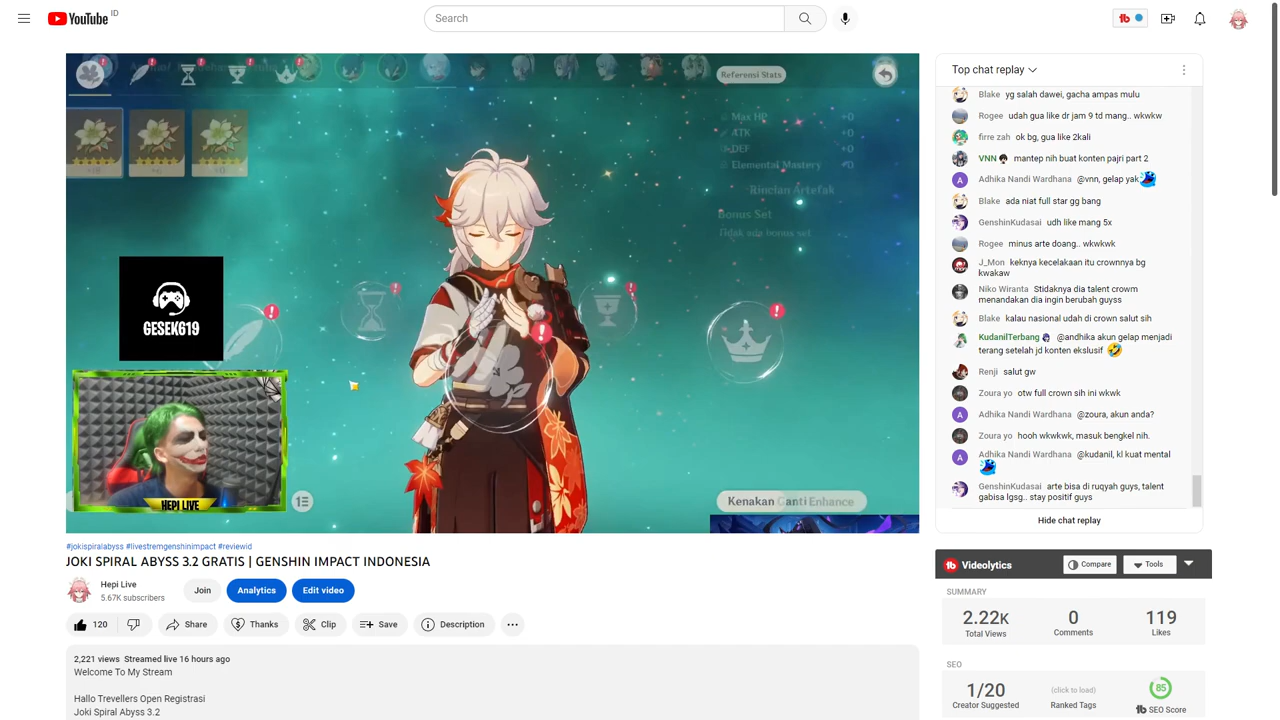 YouTube ID
Search
tb
Referensi Stats
Max HP +0
ATK +0
DEF +0
Elemental Mastery +0
Rincian Artefak
Bonus Set
Tidak ada bonus set
GESEK619
HEPI LIVE
Kenakan Ganti Enhance
Top chat replay
Blake yg salah dawei, gacha ampas mulu
Rogee udah gua like dr jam 9 td mang.. wkwkw
firre zah ok bg, gua like 2kali
VNN mantep nih buat konten pajri part 2
Adhika Nandi Wardhana @vnn, gelap yak
Blake ada niat full star gg bang
GenshinKudasai udh like mang 5x
Rogee minus arte doang.. wkwkwk
J_Mon keknya kecelakaan itu crownnya bg
kwakaw
Niko Wiranta Stidaknya dia talent crowm
menandakan dia ingin berubah guyss
Blake kalau nasional udah di crown salut sih
KudanilTerbang @andhika akun gelap menjadi
terang setelah jd konten ekslusif
Renji salut gw
Zoura yo otw full crown sih ini wkwk
Adhika Nandi Wardhana @zoura, akun anda?
Zoura yo hooh wkwkwk, masuk bengkel nih.
Adhika Nandi Wardhana @kudanil, kl kuat mental
GenshinKudasai arte bisa di ruqyah guys, talent
gabisa lgsg.. stay positif guys
Hide chat replay
#jokispiralabyss #livestremgenshinimpact #reviewid
JOKI SPIRAL ABYSS 3.2 GRATIS | GENSHIN IMPACT INDONESIA
Hepi Live
5.67K subscribers
Join
Analytics
Edit video
120
Share
Thanks
Clip
Save
Description
2,221 views Streamed live 16 hours ago
Welcome To My Stream
Hallo Trevellers Open Registrasi
Joki Spiral Abyss 3.2
tb Videolytics
Compare
Tools
SUMMARY
2.22K 0 119
Total Views Comments Likes
SEO
1/20 (click to load) 85
Creator Suggested Ranked Tags tb SEO Score